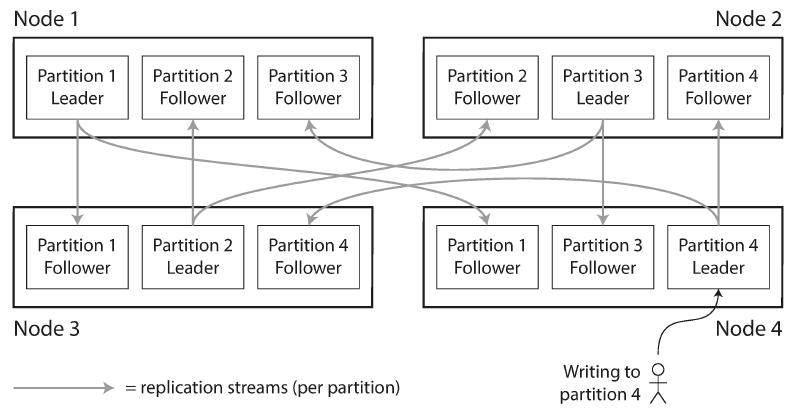 Node 1
Node 2
Partition 1
Leader
Partition 2
Follower
Partition 3
Follower
Partition 2
Follower
Partition 3
Leader
Partition 4
Follower
Partition 1
Follower
Partition 2
Leader
Partition 4
Follower
Partition 1
Follower
Partition 3
Follower
Partition 4
Leader
Node 3
Node 4
Writing to
partition 4
= replication streams (per partition)